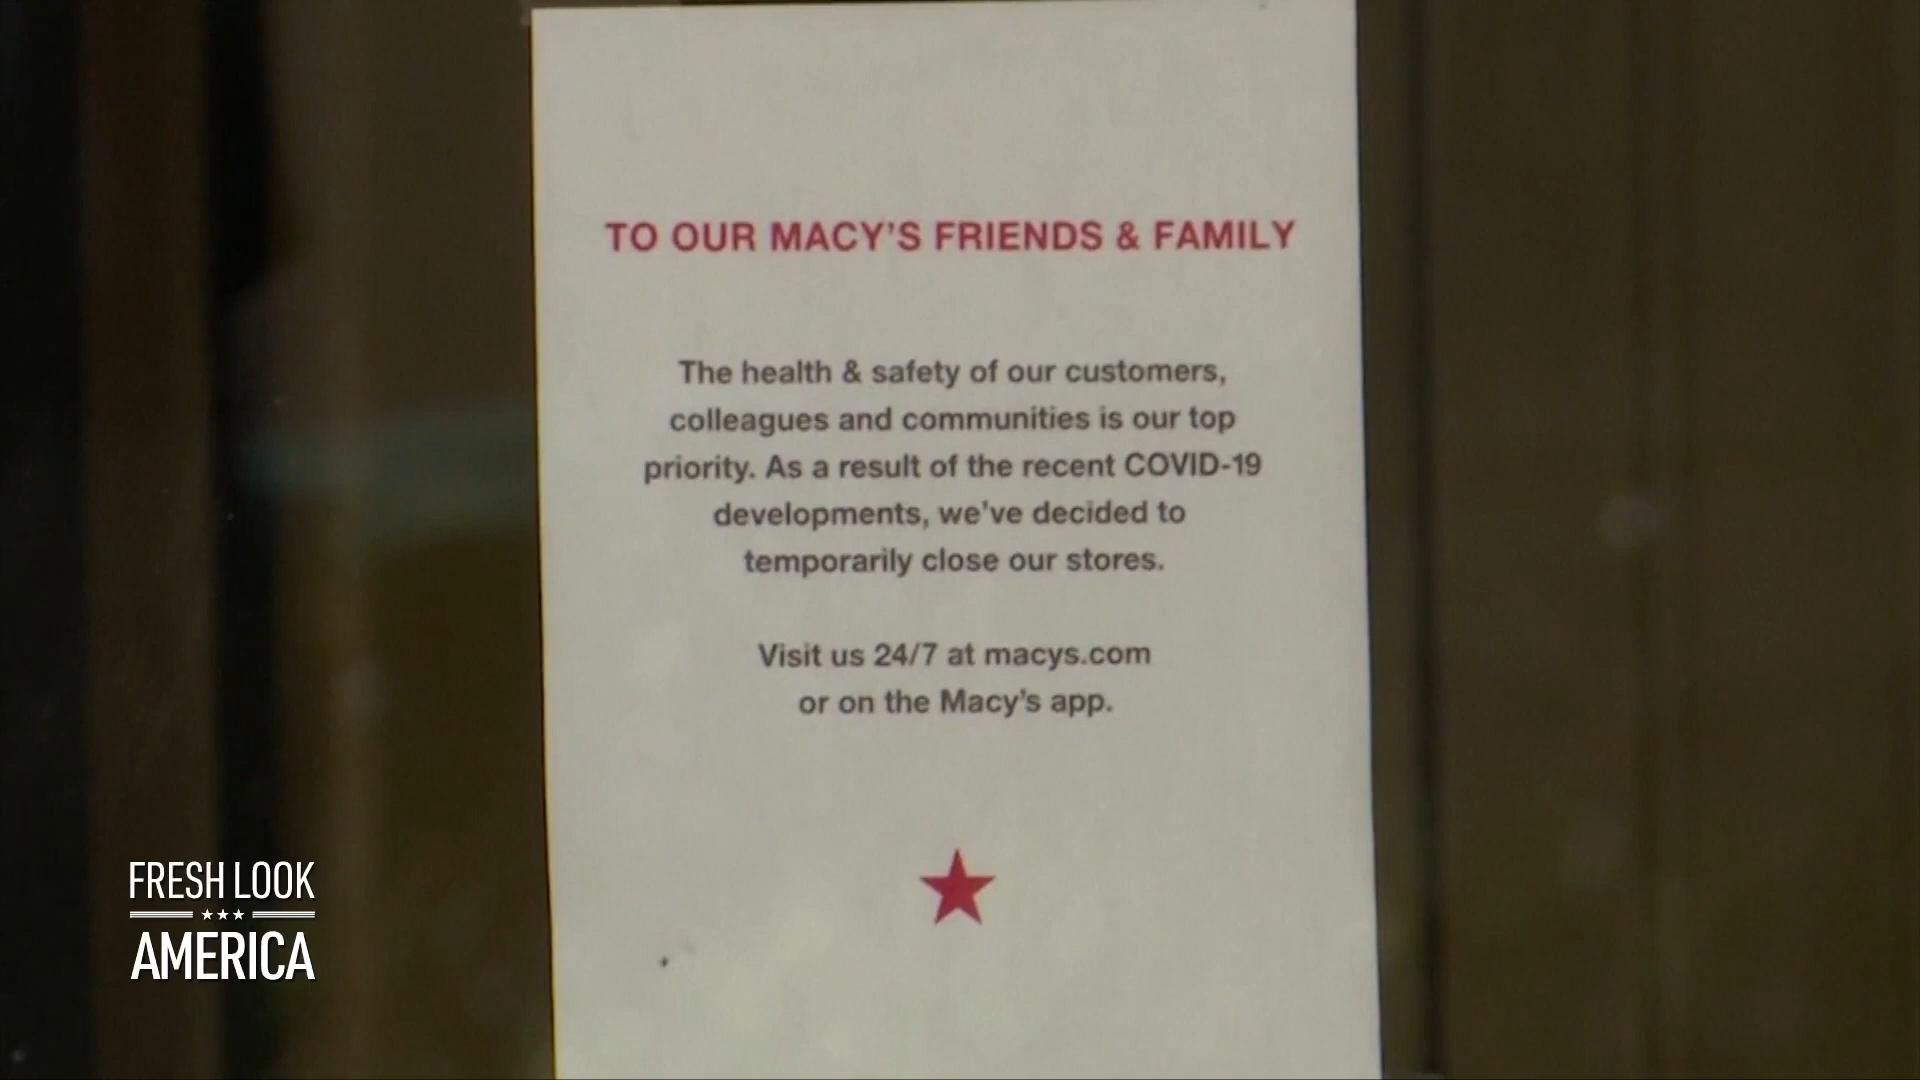 TO OUR MACY'S FRIENDS & FAMILY
The health & safety of our customers,
colleagues and communities is our top
priority. As a result of the recent COVID-19
developments, we've decided to
temporarily close our stores.
Visit us 24/7 at macys.com
or on the Macy's app.
FRESH LOOK
AMERICA